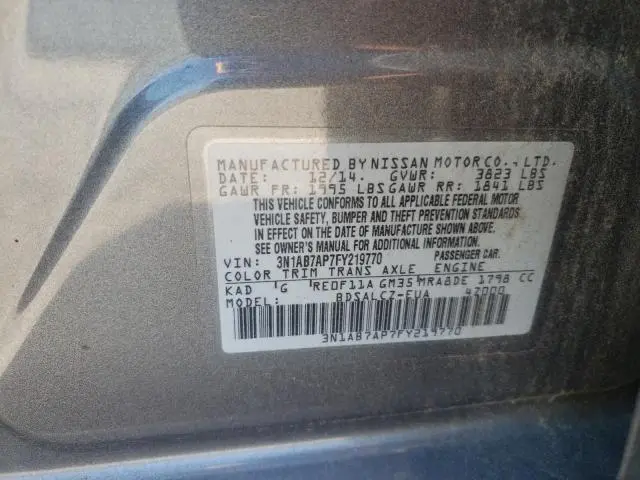 MANUFACTURED BY NISSAN MOTOR CO., LTD.
DATE: 12/14. GVWR: 3823 LBS
GAWR FR: 1995 LBS GAWR RR: 1841 LBS
THIS VEHICLE CONFORMS TO ALL APPLICABLE FEDERAL MOTOR
VEHICLE SAFETY, BUMPER AND THEFT PREVENTION STANDARDS
IN EFFECT ON THE DATE OF MANUFACTURE SHOWN ABOVE.
SEE OWNER'S MANUAL FOR ADDITIONAL INFORMATION.
VIN: 3N1AB7AP7FY219770 PASSENGER CAR.
COLOR TRIM TRANS AXLE ENGINE
KAD G RE0F11A GM35 MRA8DE 1798 CC
MODEL: BDSALCZ-EUA 4Z000
3N1AB7AP7FY219770